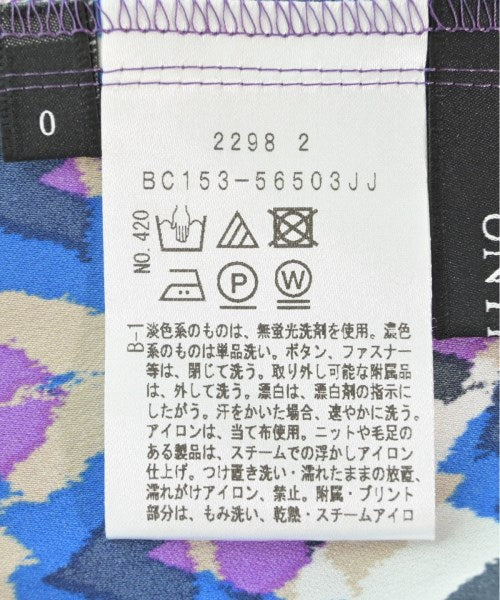 0
2298 2
BC153-56503JJ
NO. 420
P
W
B-1
淡色系のものは、無蛍光洗剤を使用。濃色
系のものは単品洗い。ボタン、ファスナー
等は、閉じて洗う。取り外し可能な附属品
は、外して洗う。漂白は、漂白剤の指示に
したがう。汗をかいた場合、速やかに洗う。
アイロンは、当て布使用。ニットや毛足の
ある製品は、スチームでの浮かしアイロン
仕上げ。つけ置き洗い・濡れたままの放置、
濡れがけアイロン、禁止。附属・プリント
部分は、もみ洗い、乾熱・スチームアイロ